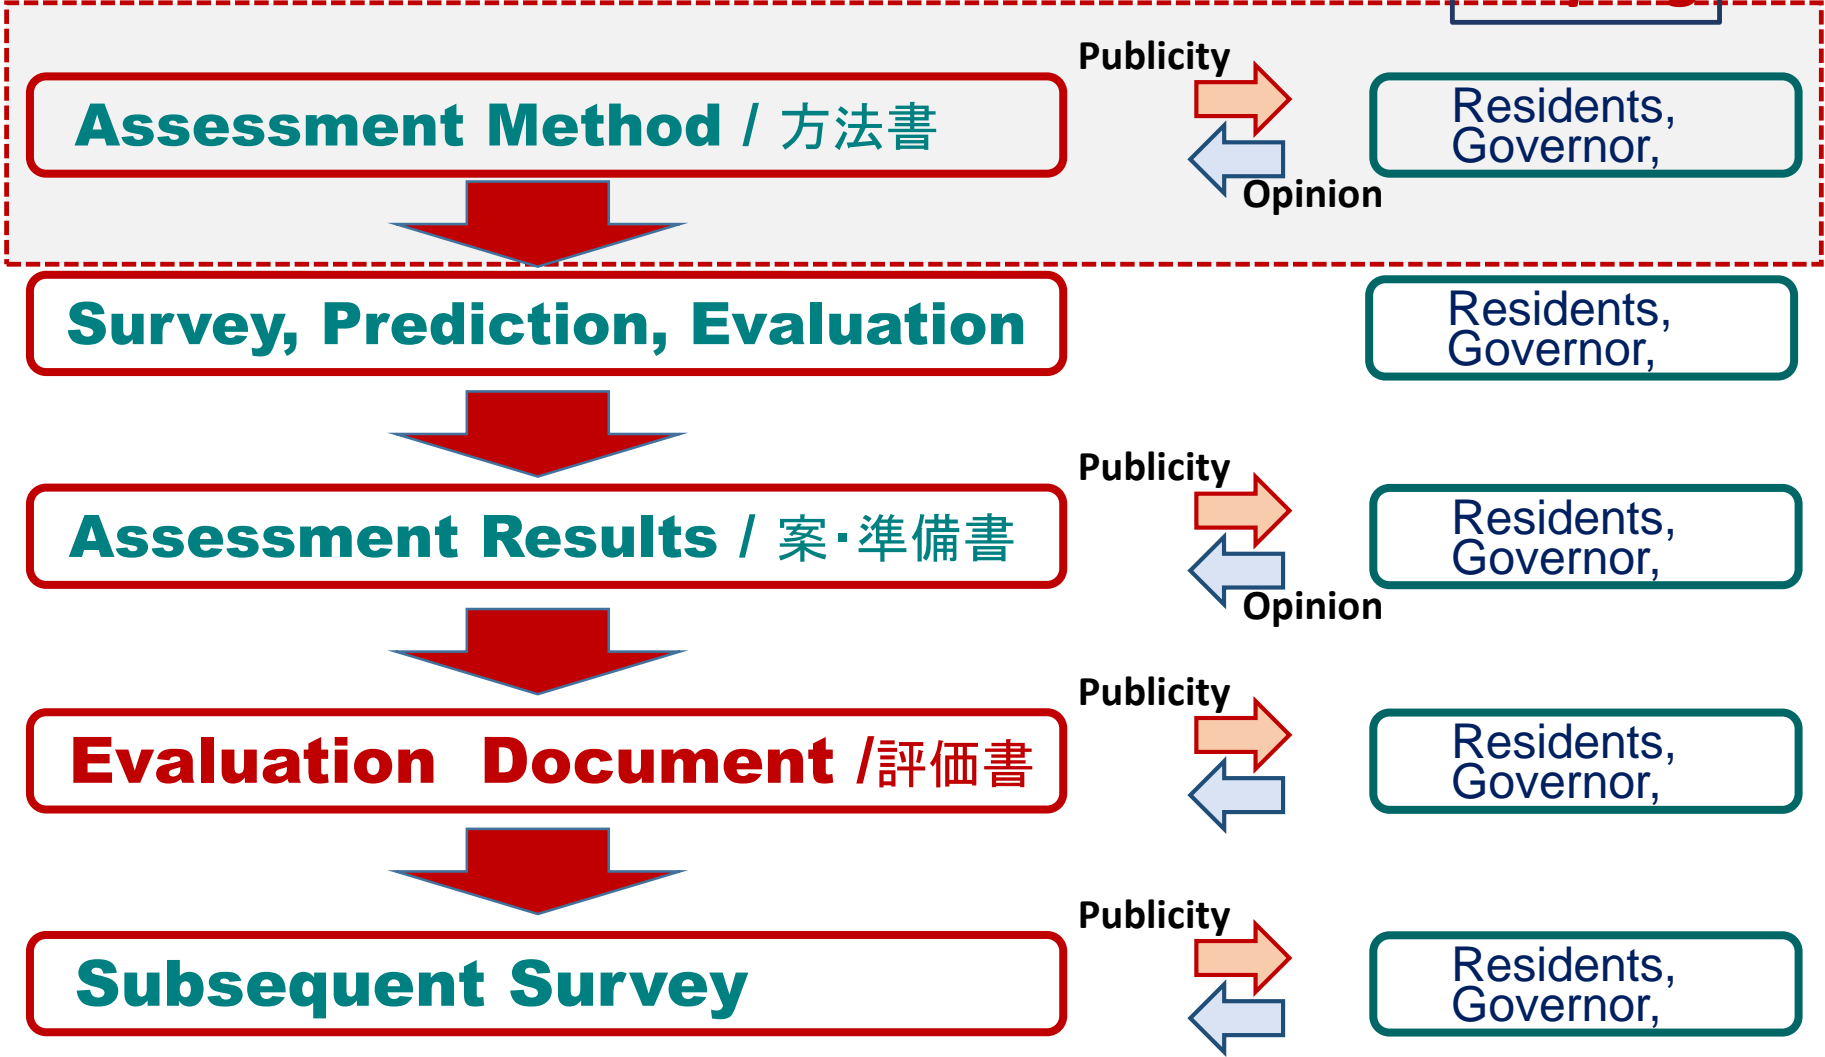 Publicity
Assessment Method / 方法書
Residents,
Governor,
Opinion
Survey, Prediction, Evaluation
Residents,
Governor,
Publicity
Assessment Results / 案・準備書
Residents,
Governor,
Opinion
Publicity
Evaluation Document /評価書
Residents,
Governor,
Publicity
Subsequent Survey
Residents,
Governor,